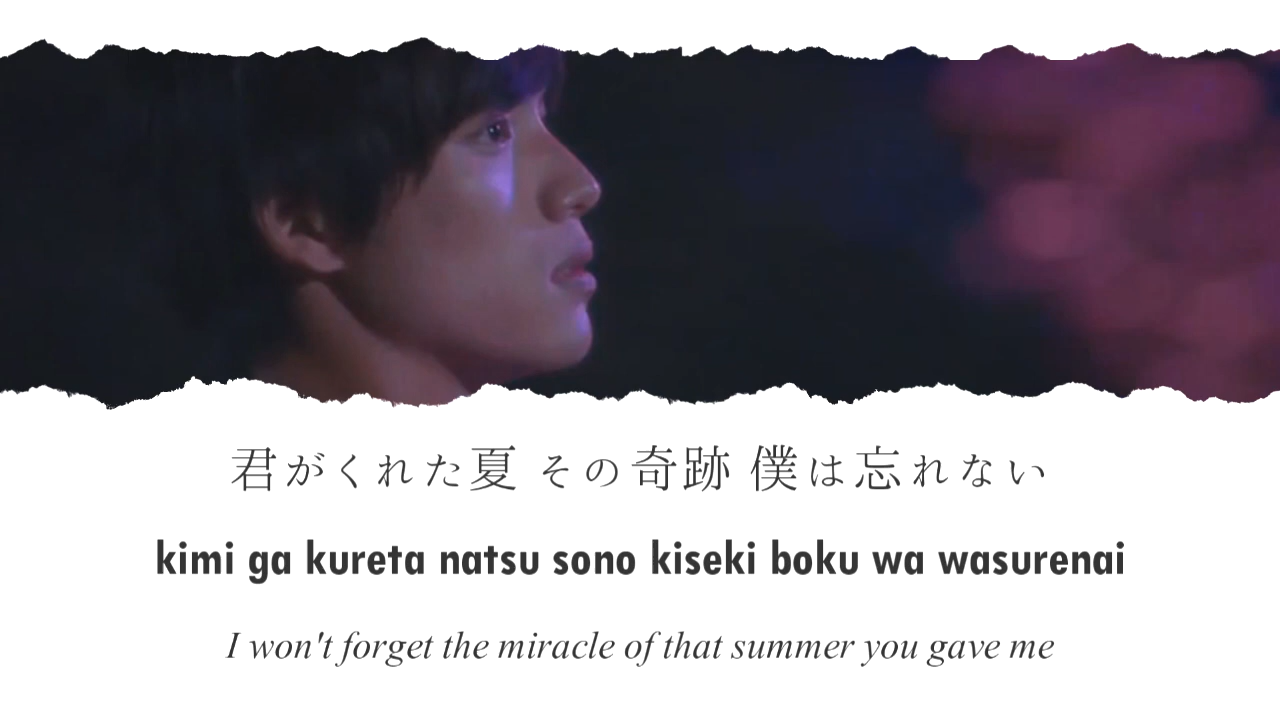 君がくれた夏 その奇跡 僕は忘れない
kimi ga kureta natsu sono kiseki boku wa wasurenai
I won't forget the miracle of that summer you gave me